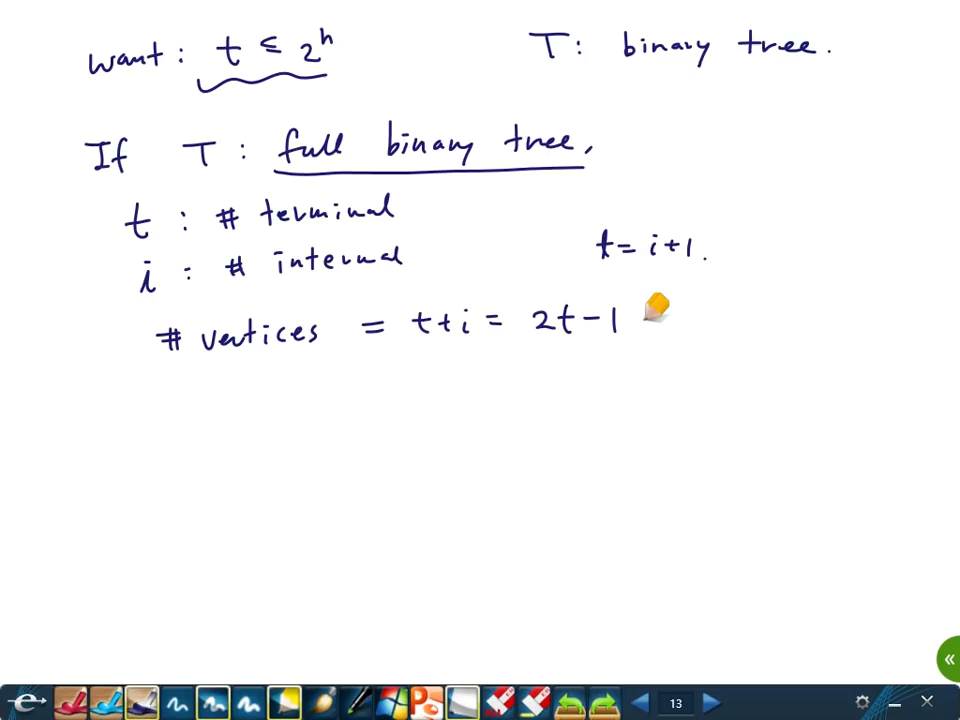 want: t ≤ 2^h
T: binary tree.
If T: full binary tree,
t : # terminal
i : # internal
t = i+1.
# vertices = t+i = 2t-1
13